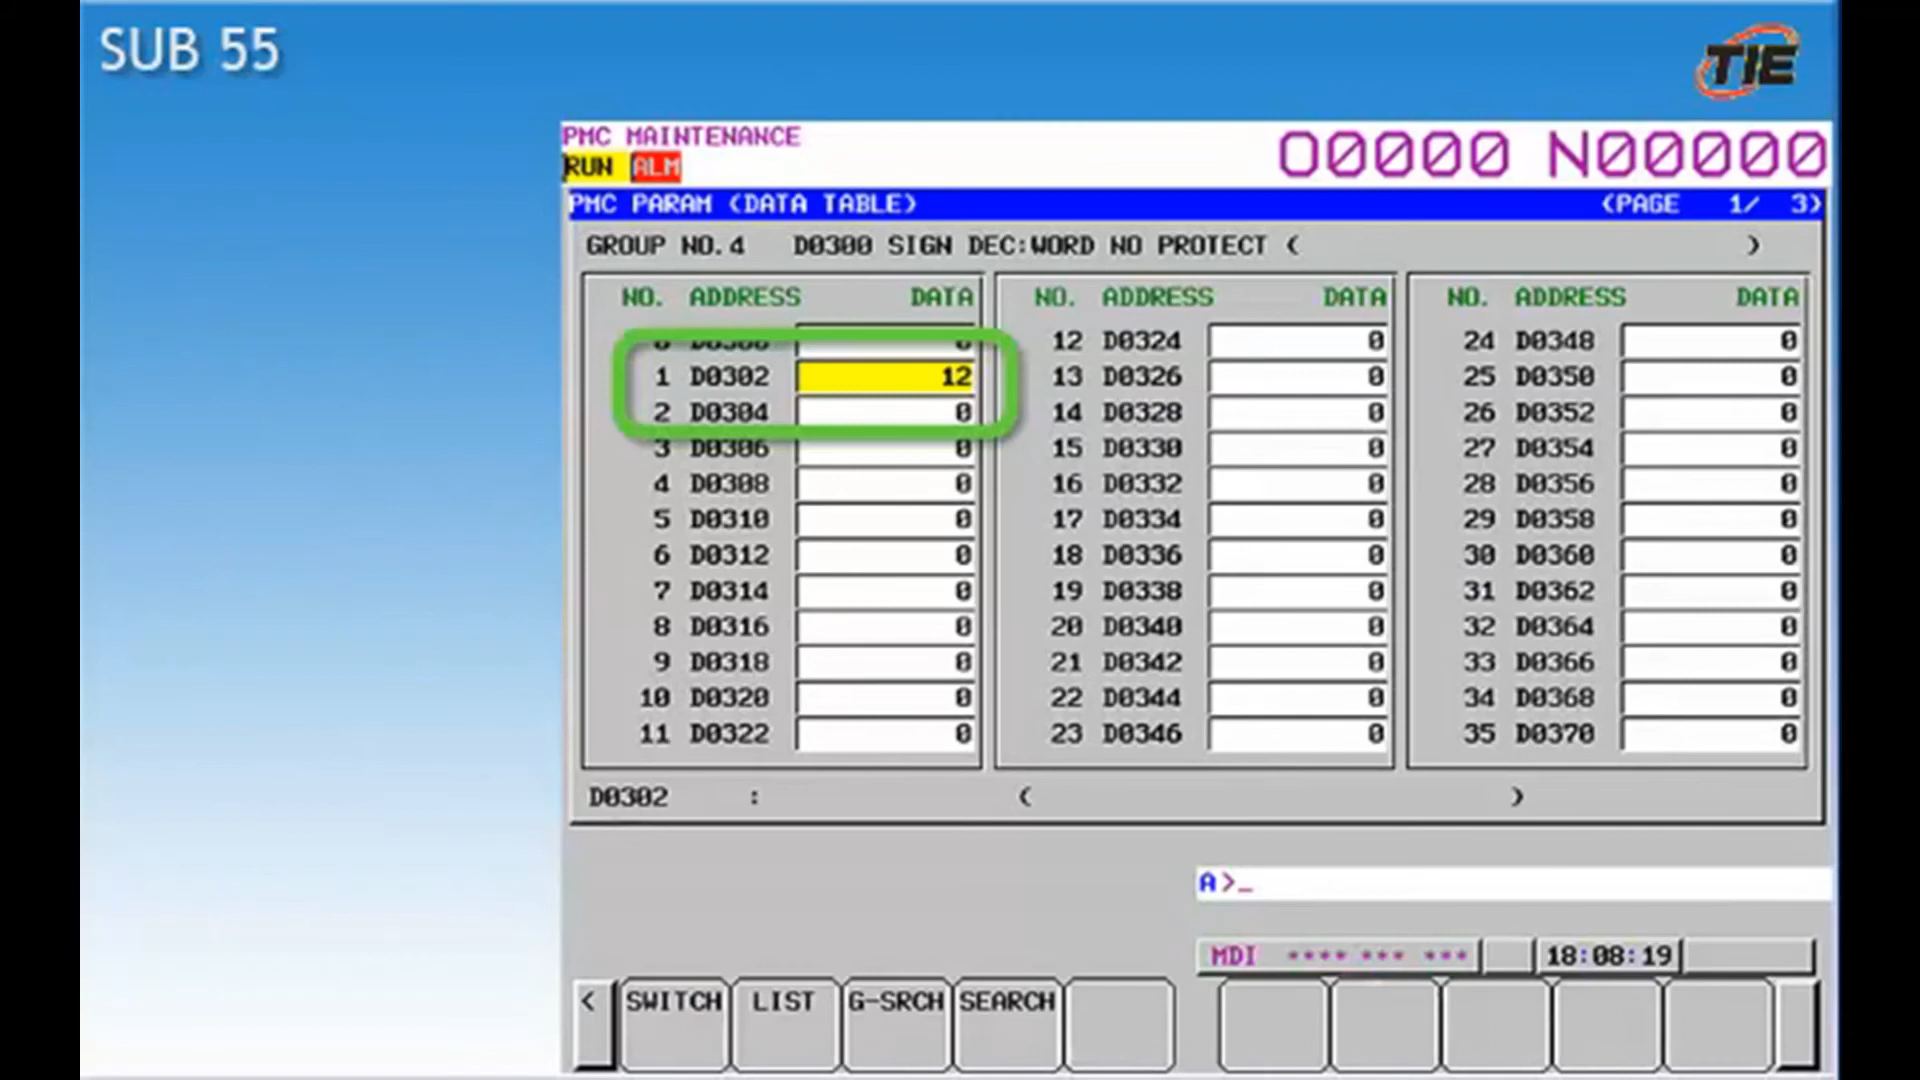 SUB 55
TIE
PMC MAINTENANCE
O0000 N00000
RUN ALM
PMC PARAM (DATA TABLE) (PAGE 1/ 3)
GROUP NO.4 D0300 SIGN DEC:WORD NO PROTECT ( )
NO. ADDRESS DATA NO. ADDRESS DATA NO. ADDRESS DATA
0 D0300 0 12 D0324 0 24 D0348 0
1 D0302 12 13 D0326 0 25 D0350 0
2 D0304 0 14 D0328 0 26 D0352 0
3 D0306 0 15 D0330 0 27 D0354 0
4 D0308 0 16 D0332 0 28 D0356 0
5 D0310 0 17 D0334 0 29 D0358 0
6 D0312 0 18 D0336 0 30 D0360 0
7 D0314 0 19 D0338 0 31 D0362 0
8 D0316 0 20 D0340 0 32 D0364 0
9 D0318 0 21 D0342 0 33 D0366 0
10 D0320 0 22 D0344 0 34 D0368 0
11 D0322 0 23 D0346 0 35 D0370 0
D0302 : ( )
A>_
MDI **** *** *** 18:08:19
< SWITCH LIST G-SRCH SEARCH